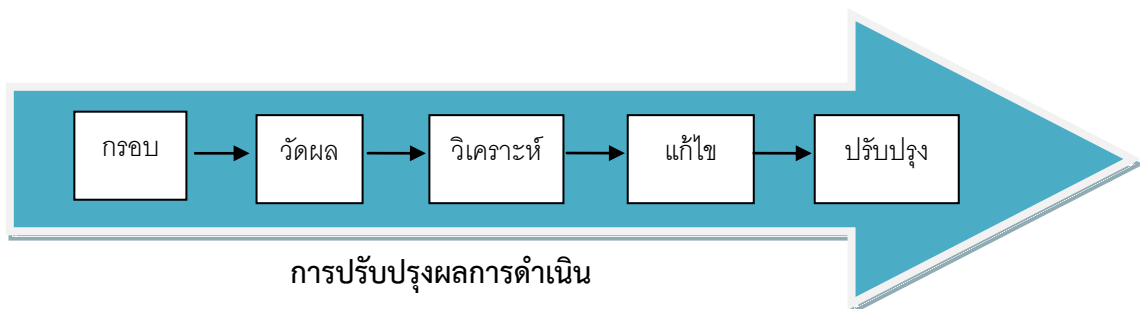 กรอบ
วัดผล
วิเคราะห์
แก้ไข
ปรับปรุง
การปรับปรุงผลการดำเนิน